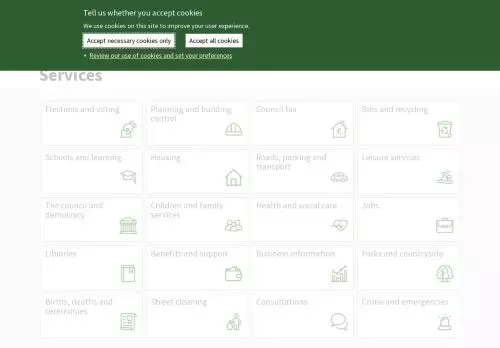 Tell us whether you accept cookies
We use cookies on this site to improve your user experience.
Accept necessary cookies only
Accept all cookies
Review our use of cookies and set your preferences
Services
Elections and voting
Planning and building
control
Council tax
Bins and recycling
Schools and learning
Housing
Roads, parking and
transport
Leisure services
The council and
democracy
Children and family
services
Health and social care
Jobs
Libraries
Benefits and support
Business information
Parks and countryside
Births, deaths and
ceremonies
Street cleaning
Consultations
Crime and emergencies